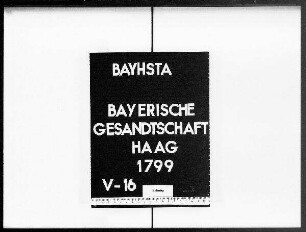 BAYHSTA
BAYERISCHE
GESANDTSCHAFT
HAAG
1799
V-16